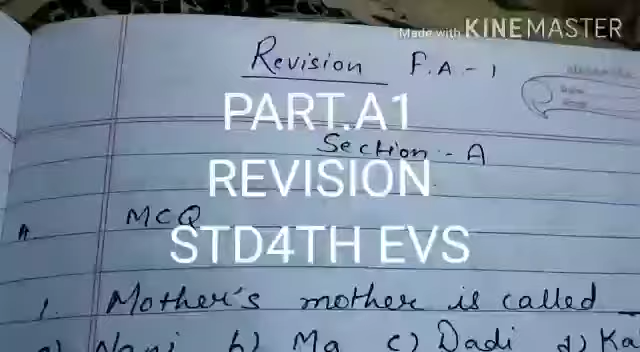 Made with KINEMASTER
Revision F.A-1
PART.A1
Section-A
REVISION
A. MCQ
STD4TH EVS
1. Mother's mother is called
a) Nani b) Ma c) Dadi d) Ka